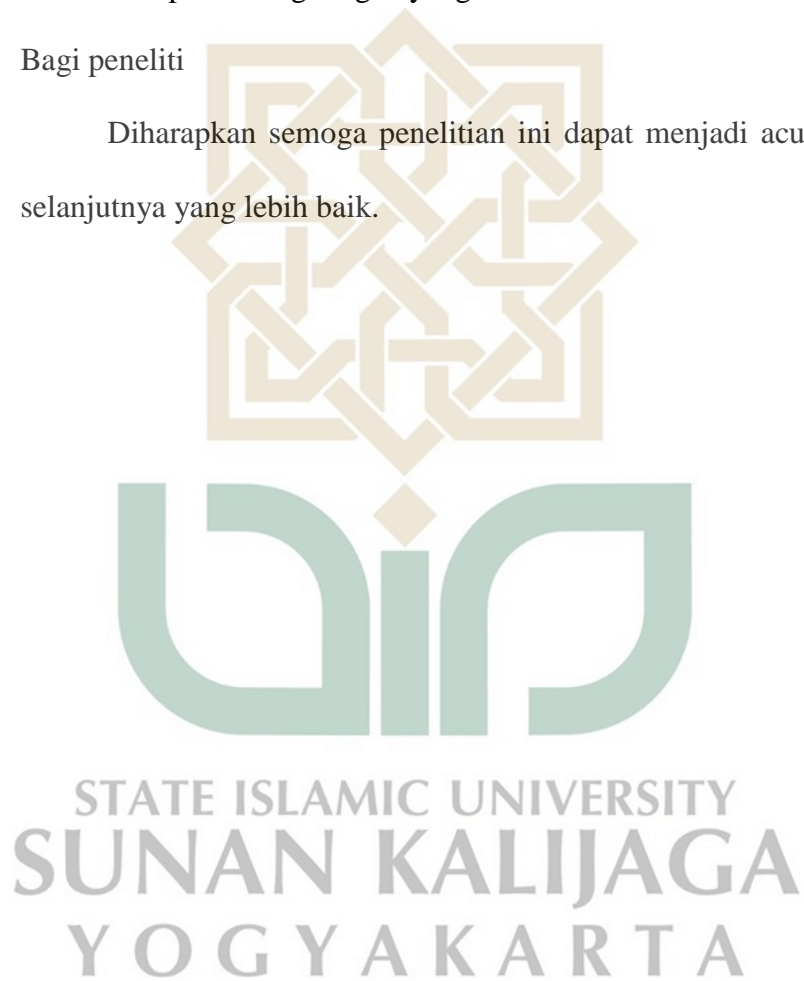 Bagi peneliti
Diharapkan semoga penelitian ini dapat menjadi acu
selanjutnya yang lebih baik.
uin
STATE ISLAMIC UNIVERSITY
SUNAN KALIJAGA
YOGYAKARTA